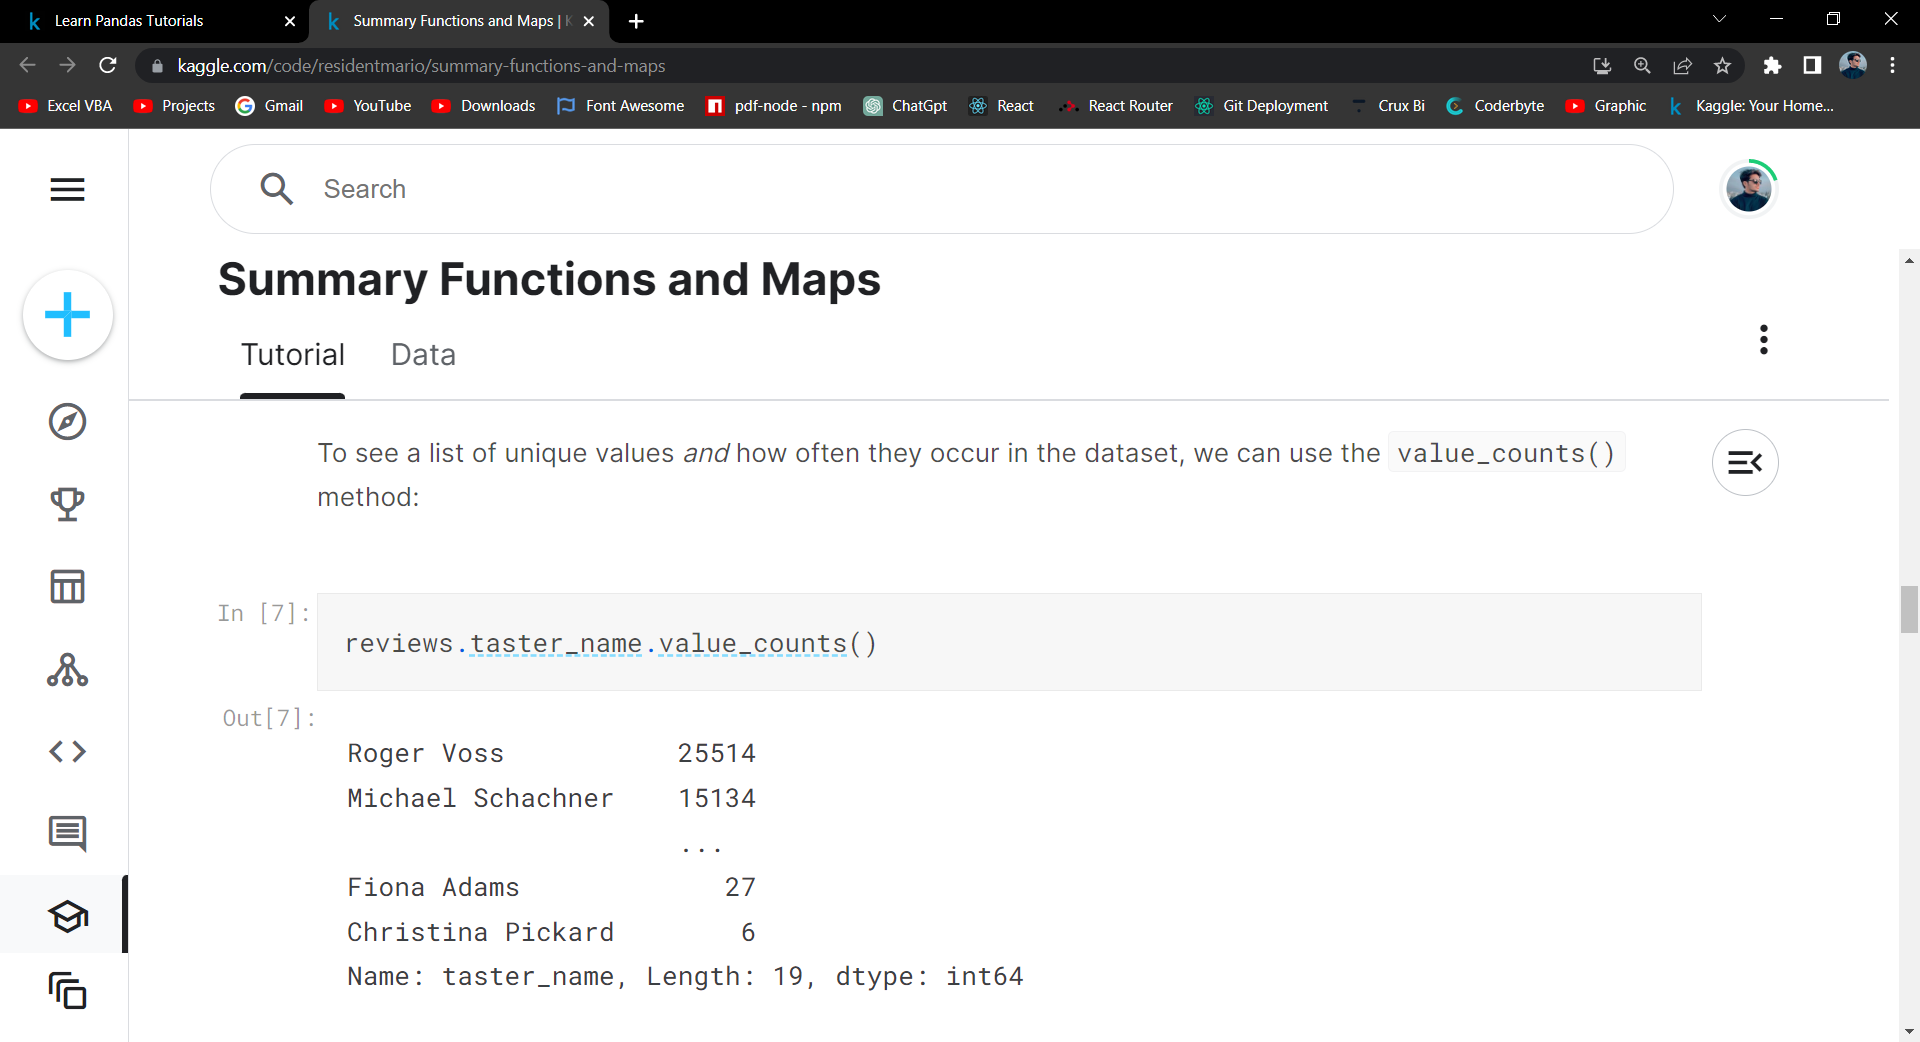 Learn Pandas Tutorials
Summary Functions and Maps | K
kaggle.com/code/residentmario/summary-functions-and-maps
Excel VBA
Projects
Gmail
YouTube
Downloads
Font Awesome
pdf-node - npm
ChatGpt
React
React Router
Git Deployment
Crux Bi
Coderbyte
Graphic
Kaggle: Your Home...
Search
Summary Functions and Maps
Tutorial Data
To see a list of unique values and how often they occur in the dataset, we can use the value_counts()
method:
In [7]:
reviews.taster_name.value_counts()
Out[7]:
Roger Voss 25514
Michael Schachner 15134
...
Fiona Adams 27
Christina Pickard 6
Name: taster_name, Length: 19, dtype: int64